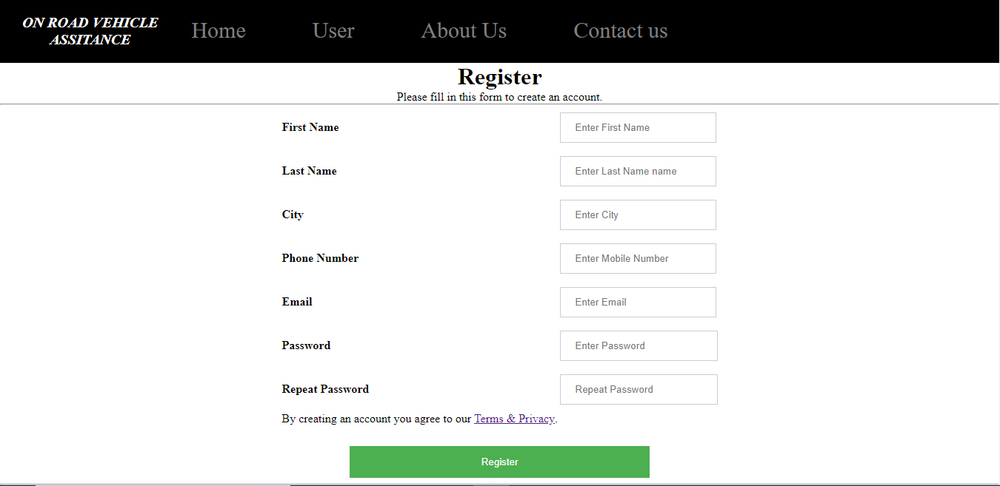 ON ROAD VEHICLE
ASSITANCE
Home User About Us Contact us
Register
Please fill in this form to create an account.
First Name Enter First Name
Last Name Enter Last Name name
City Enter City
Phone Number Enter Mobile Number
Email Enter Email
Password Enter Password
Repeat Password Repeat Password
By creating an account you agree to our Terms & Privacy.
Register